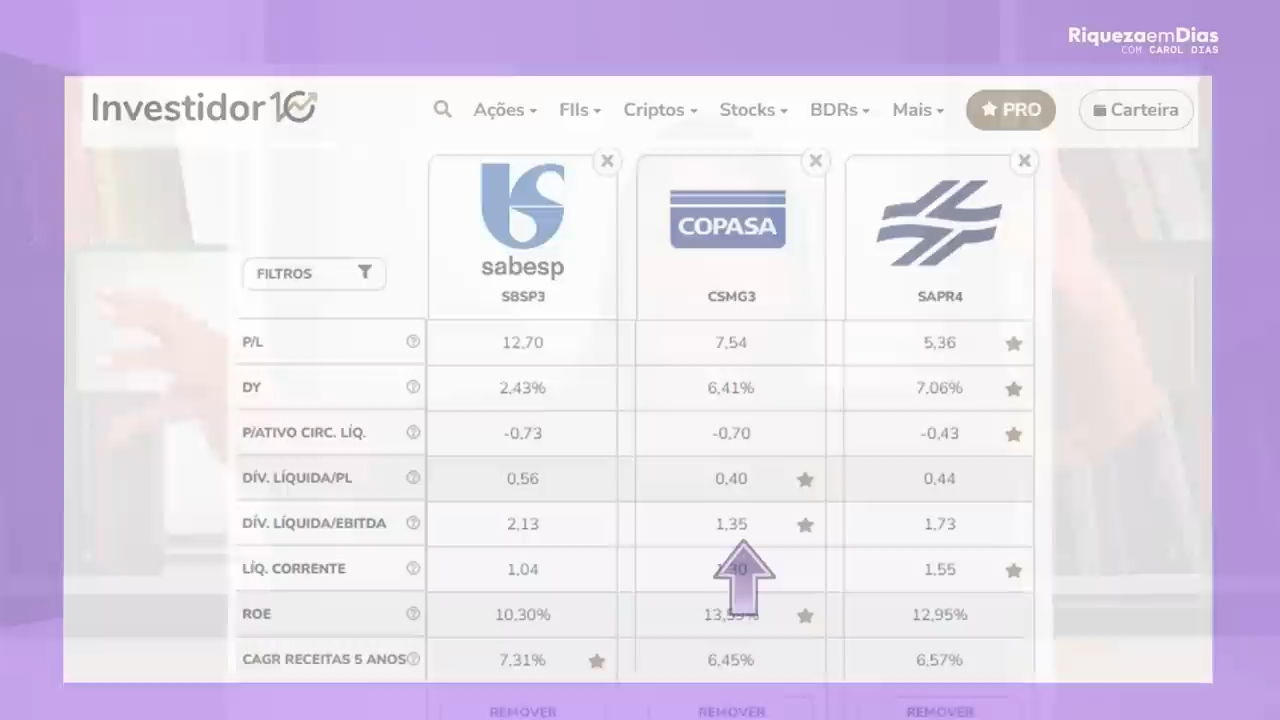 RiquezaemDias
COM CAROL DIAS
Investidor10
Ações FIIs Criptos Stocks BDRs Mais PRO Carteira
sabesp COPASA
FILTROS
SBSP3 CSMG3 SAPR4
P/L 12,70 7,54 5,36
DY 2,43% 6,41% 7,06%
P/ATIVO CIRC. LÍQ. -0,73 -0,70 -0,43
DÍV. LÍQUIDA/PL 0,56 0,40 0,44
DÍV. LÍQUIDA/EBITDA 2,13 1,35 1,73
LÍQ. CORRENTE 1,04 1,55
ROE 10,30% 12,95%
CAGR RECEITAS 5 ANOS 7,31% 6,45% 6,57%
REMOVER REMOVER REMOVER